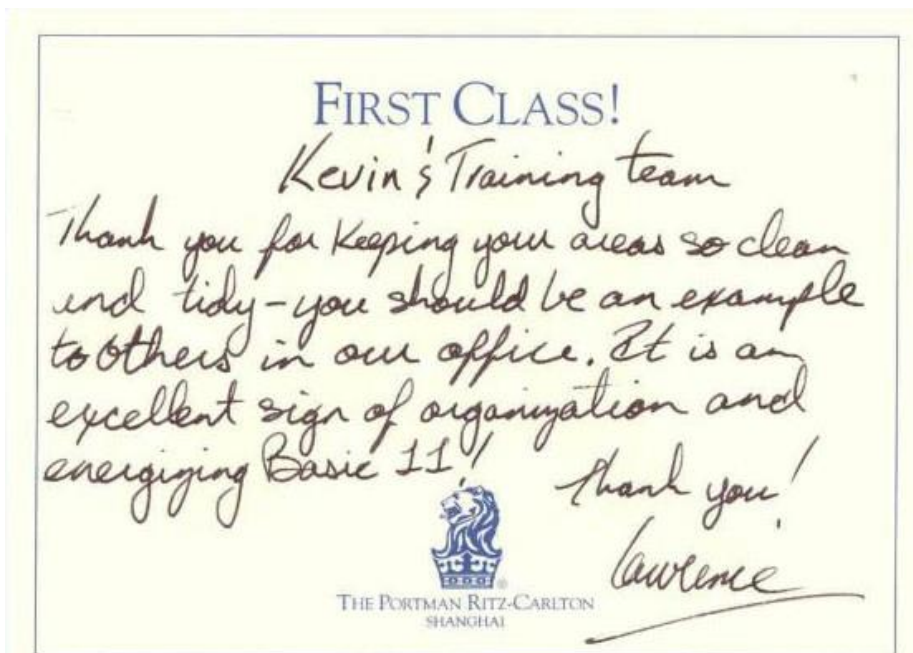 FIRST CLASS!
Kevin's Training team
Thank you for Keeping your areas so clean
and tidy - you should be an example
to others in our office. It is an
excellent sign of organization and
energizing Basic 11!
Thank you!
Lawrence
THE PORTMAN RITZ-CARLTON
SHANGHAI